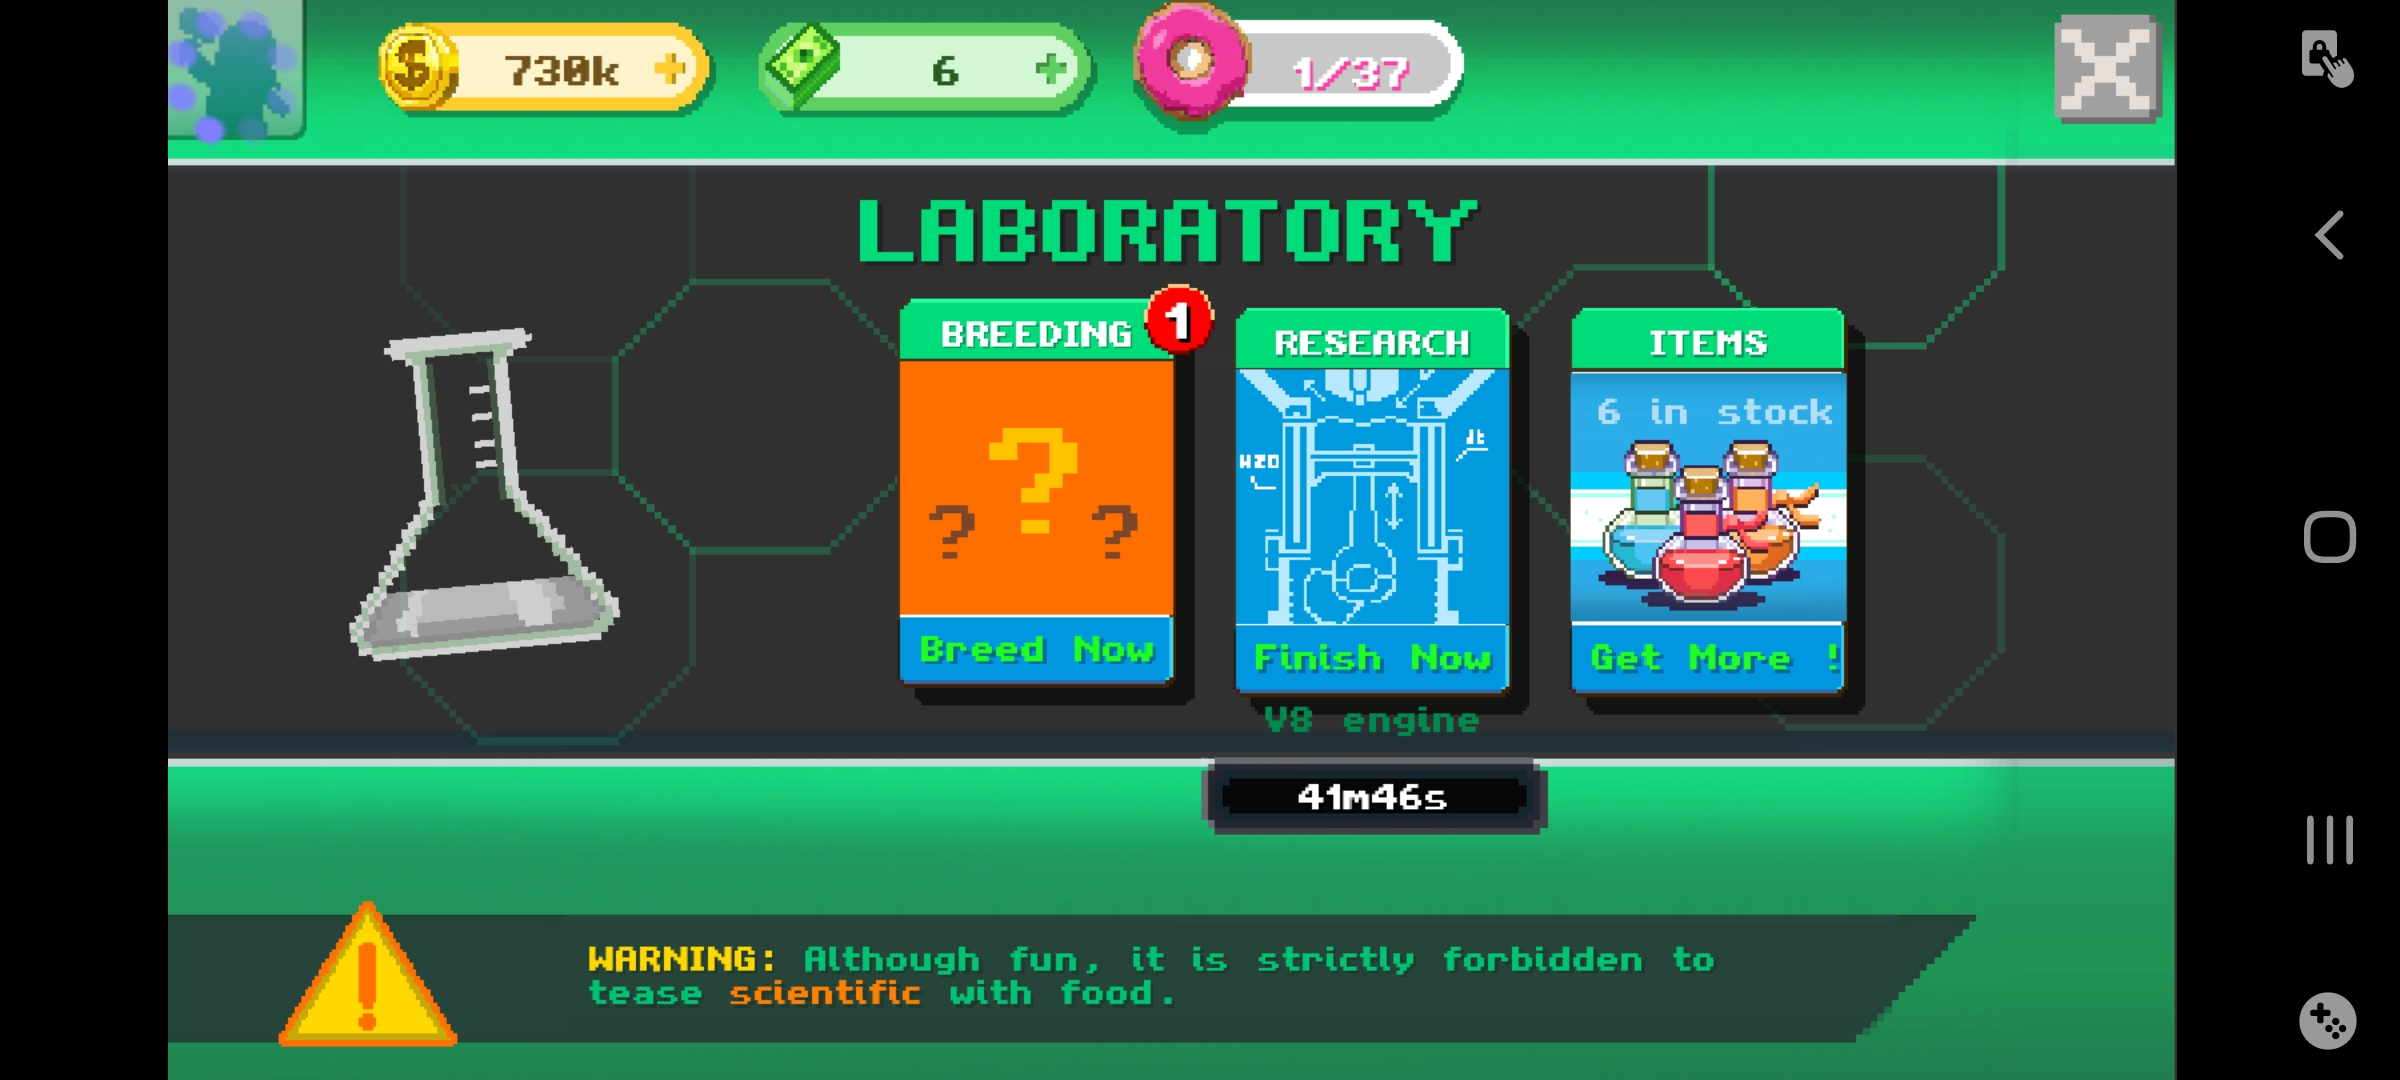 730k +
6 +
1/37
X
LABORATORY
BREEDING
1
? ? ?
Breed Now
RESEARCH
H2O
Finish Now
V8 engine
41m46s
ITEMS
6 in stock
Get More !
WARNING: Although fun, it is strictly forbidden to
tease scientific with food.